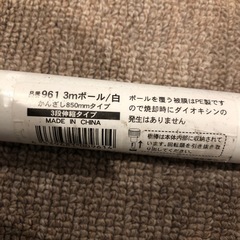 兵庫961 3mポール/白
かんざし850mmタイプ
3段伸縮タイプ
MADE IN CHINA
ポールを覆う被膜はPE製です
ので焼却時にダイオキシンの
発生はありません